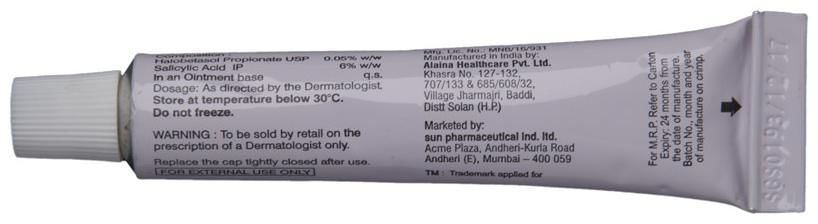 Composition :
Halobetasol Propionate USP 0.05% w/w
Salicylic Acid IP 6% w/w
In an Ointment base q.s.
Dosage: As directed by the Dermatologist.
Store at temperature below 30°C.
Do not freeze.
WARNING : To be sold by retail on the
prescription of a Dermatologist only.
Replace the cap tightly closed after use.
FOR EXTERNAL USE ONLY
Mfg. Lic. No.: MNB/16/931
Manufactured in India by:
Alaina Healthcare Pvt. Ltd.
Khasra No. 127-132,
707/133 & 685/608/32,
Village Jharmajri, Baddi,
Distt Solan (H.P.)
Marketed by:
sun pharmaceutical ind. ltd.
Acme Plaza, Andheri-Kurla Road
Andheri (E), Mumbai – 400 059
TM : Trademark applied for
For M.R.P. Refer to Carton
Expiry: 24 months from
the date of manufacture.
Batch No., month and year
of manufacture on crimp.
SGS0193/12/17